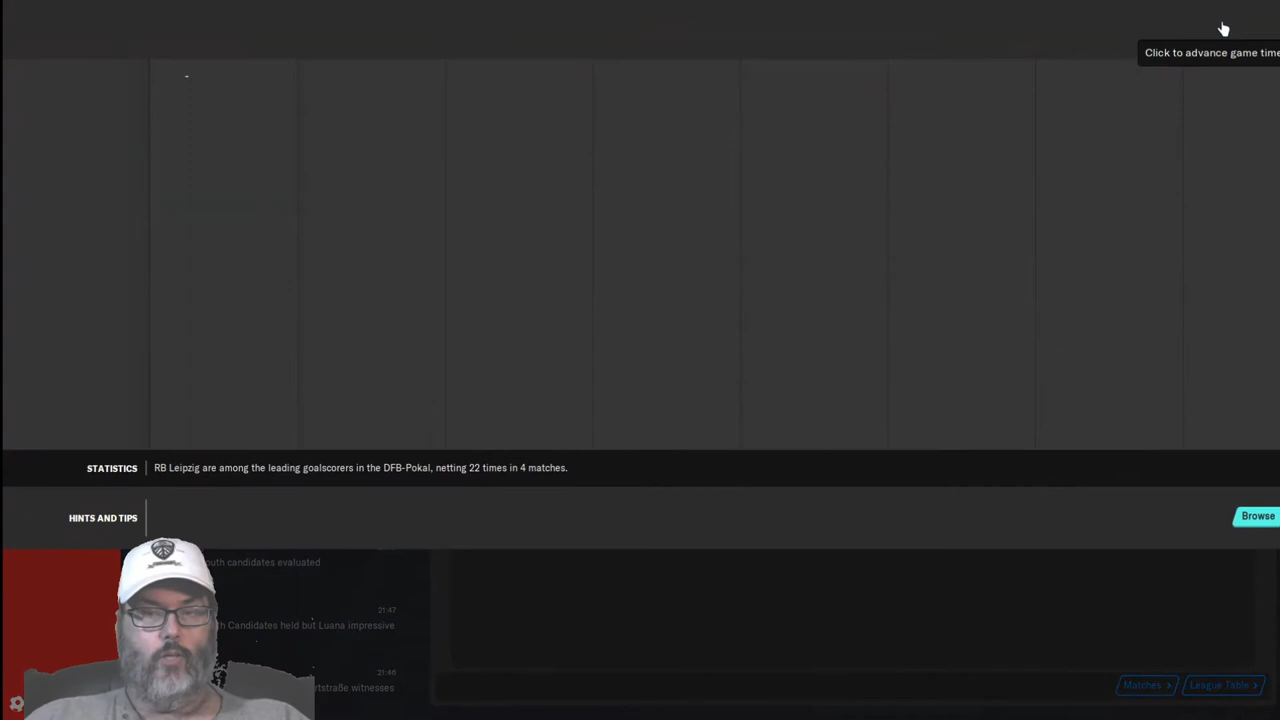 Click to advance game time
STATISTICS
RB Leipzig are among the leading goalscorers in the DFB-Pokal, netting 22 times in 4 matches.
HINTS AND TIPS
Browse
outh candidates evaluated
21:47
h Candidates held but Luana impressive
21:46
rtstraße witnesses
Matches >
League Table >